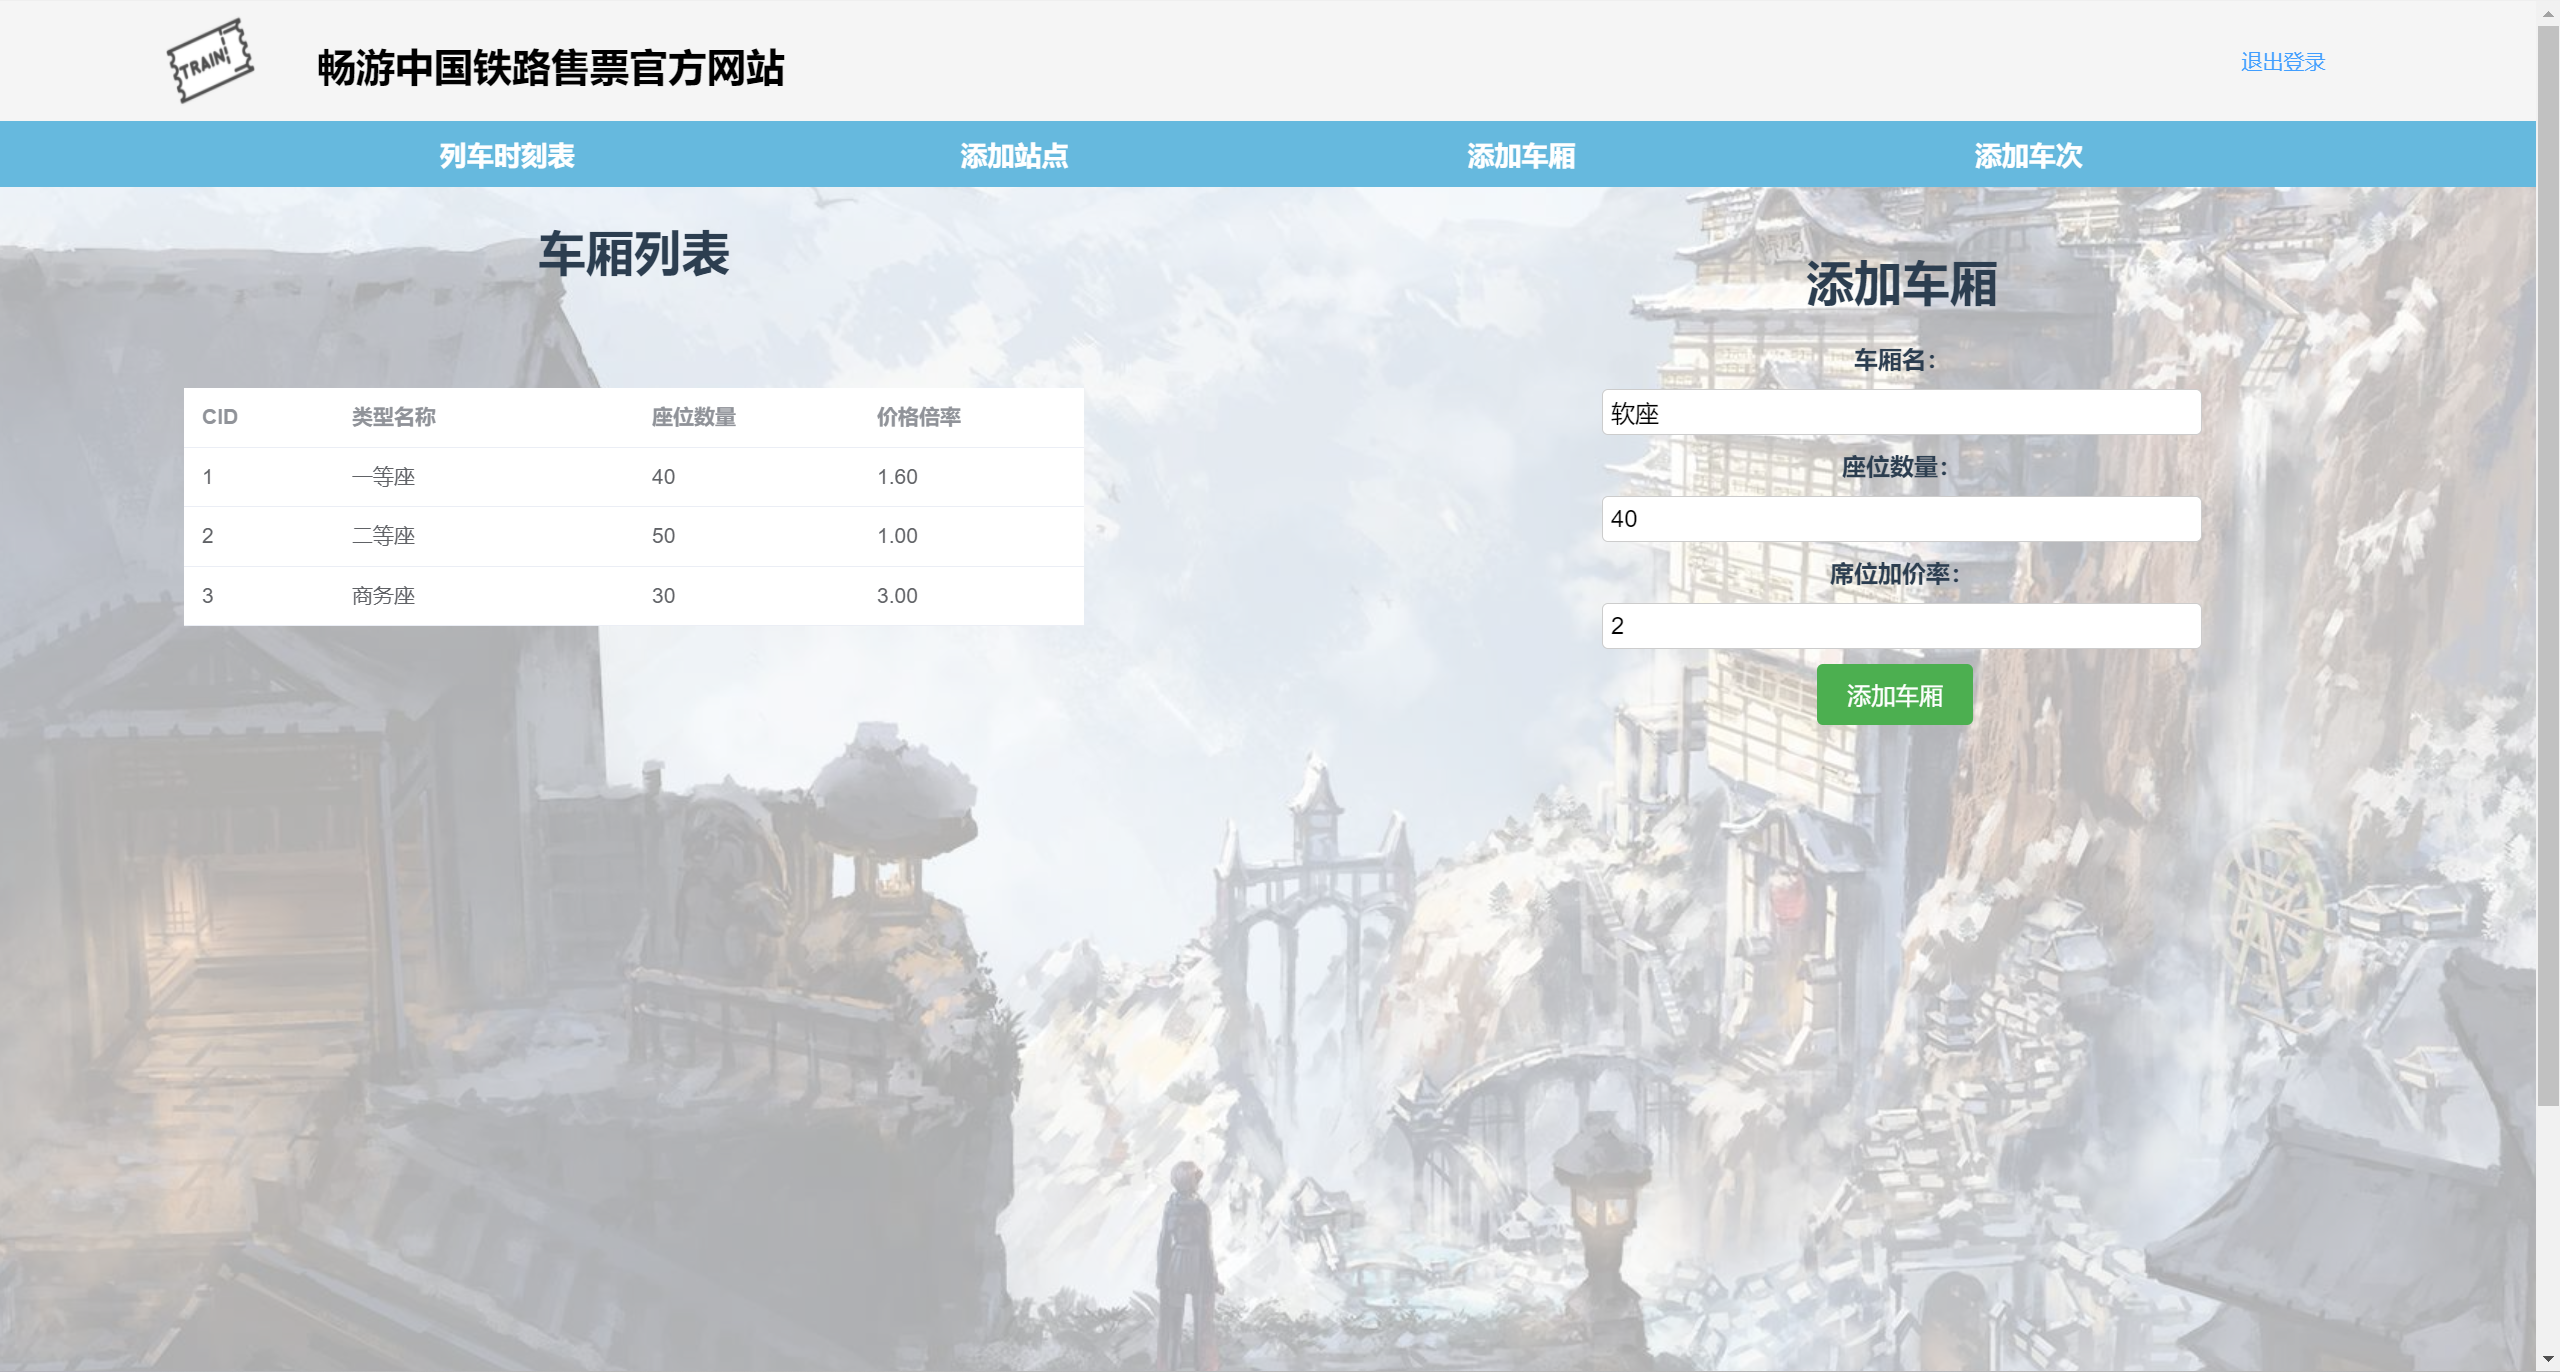 TRAIN
畅游中国铁路售票官方网站
退出登录
列车时刻表 添加站点 添加车厢 添加车次
车厢列表
CID 类型名称 座位数量 价格倍率
1 一等座 40 1.60
2 二等座 50 1.00
3 商务座 30 3.00
添加车厢
车厢名：
软座
座位数量：
40
席位加价率：
2
添加车厢